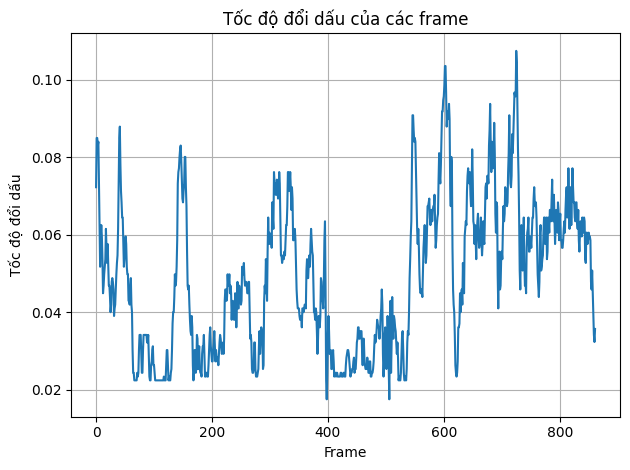 Tốc độ đổi dấu của các frame
Tốc độ đổi dấu
0.10
0.08
0.06
0.04
0.02
0 200 400 600 800
Frame